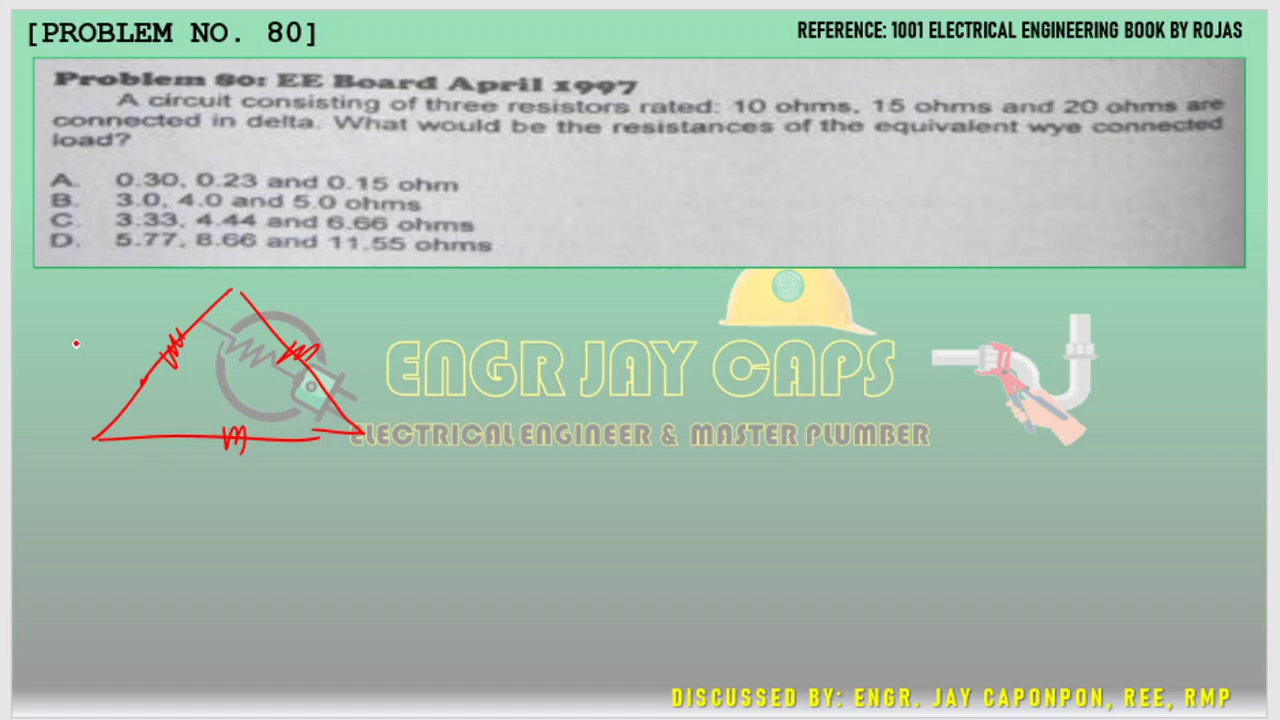 [PROBLEM NO. 80]
REFERENCE: 1001 ELECTRICAL ENGINEERING BOOK BY ROJAS
Problem 80: EE Board April 1997
A circuit consisting of three resistors rated: 10 ohms, 15 ohms and 20 ohms are
connected in delta. What would be the resistances of the equivalent wye connected
load?
A. 0.30, 0.23 and 0.15 ohm
B. 3.0, 4.0 and 5.0 ohms
C. 3.33, 4.44 and 6.66 ohms
D. 5.77, 8.66 and 11.55 ohms
ENGR JAY CAPS
ELECTRICAL ENGINEER & MASTER PLUMBER
DISCUSSED BY: ENGR. JAY CAPONPON, REE, RMP